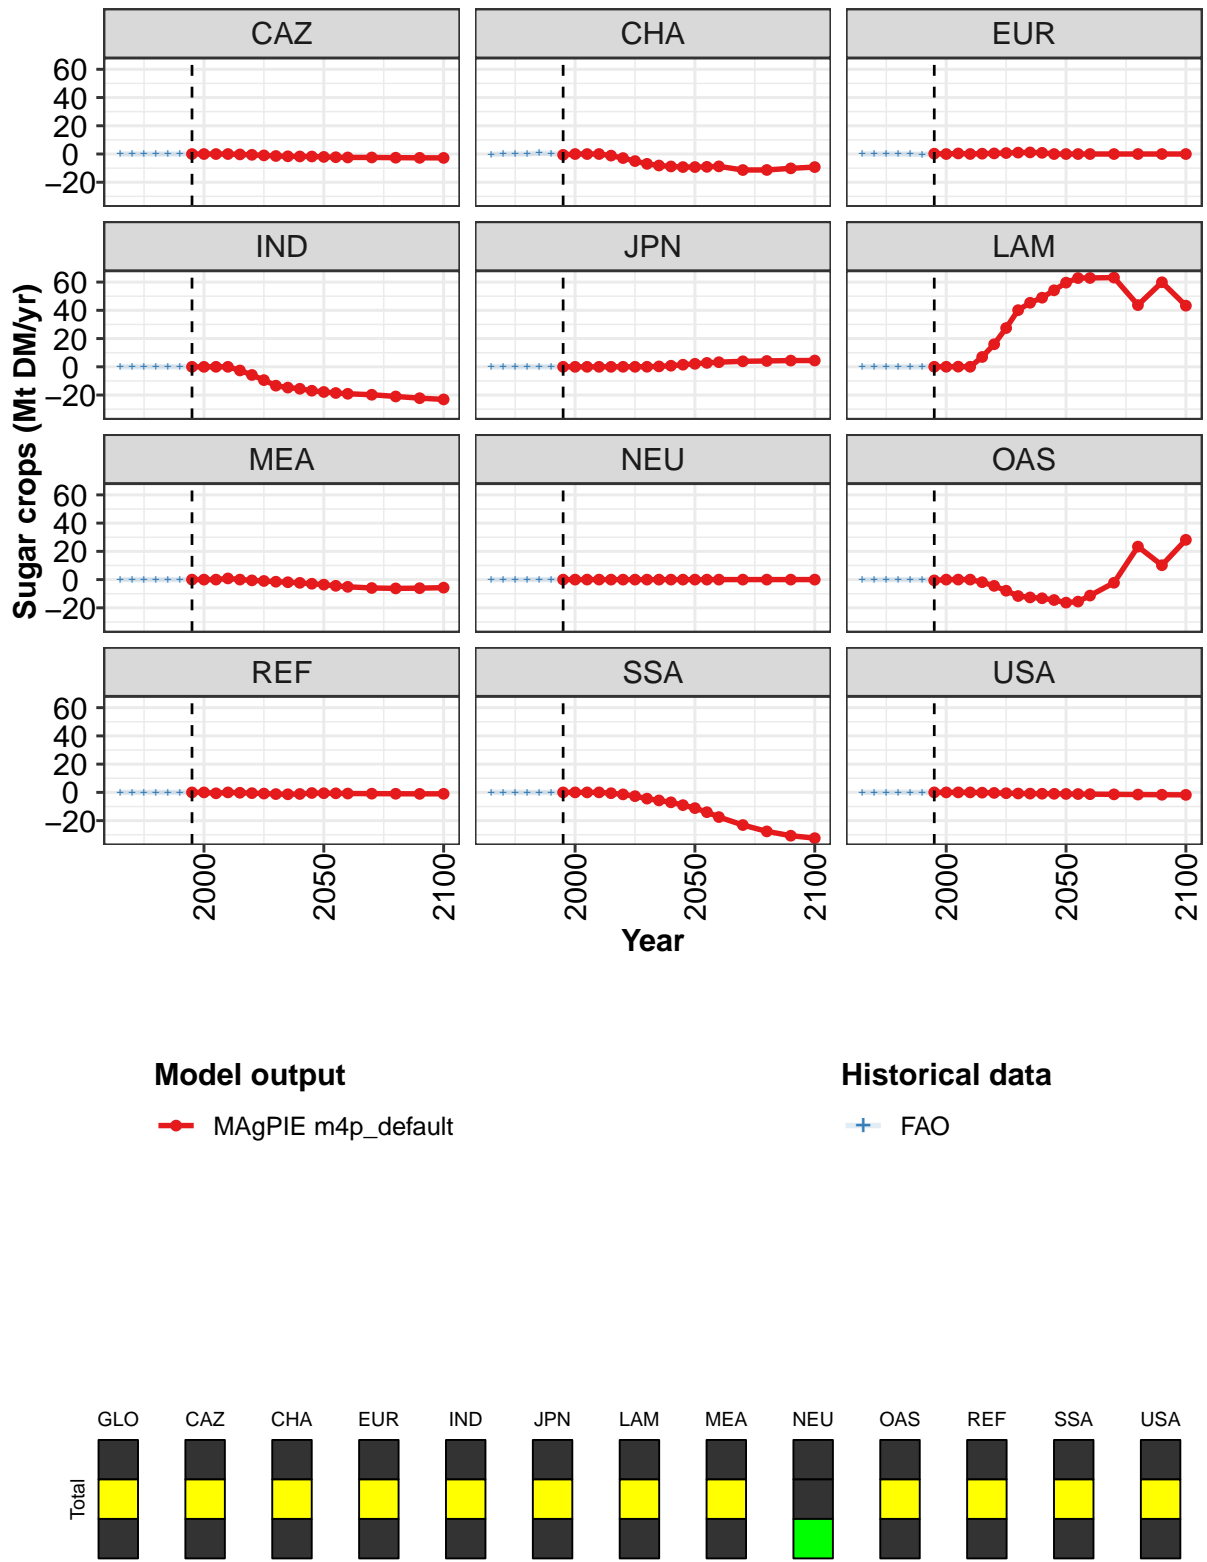 CAZ CHA EUR
60
40
20
0
−20
IND JPN LAM
60
40
20
0
−20
MEA NEU OAS
60
40
20
0
−20
REF SSA USA
60
40
20
0
−20
Sugar crops (Mt DM/yr)
2000 2050 2100 2000 2050 2100 2000 2050 2100
Year
Model output Historical data
MAgPIE m4p_default FAO
GLO CAZ CHA EUR IND JPN LAM MEA NEU OAS REF SSA USA
Total